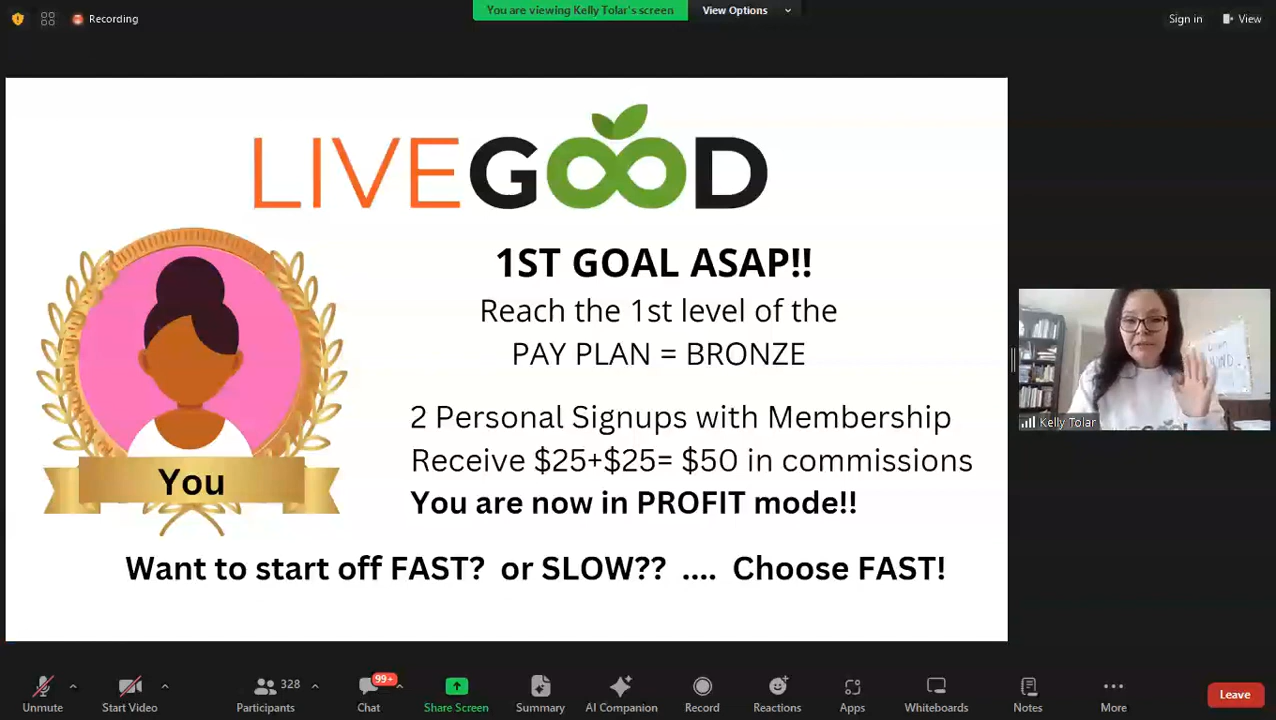 You are viewing Kelly Tolar's screen
View Options
Recording
Sign in
View
LIVEGOOD
1ST GOAL ASAP!!
Reach the 1st level of the
PAY PLAN = BRONZE
2 Personal Signups with Membership
Receive $25+$25= $50 in commissions
You are now in PROFIT mode!!
You
Want to start off FAST?  or SLOW??  ....  Choose FAST!
Kelly Tolar
Unmute
Start Video
328
Participants
99+
Chat
Share Screen
Summary
AI Companion
Record
Reactions
Apps
Whiteboards
Notes
More
Leave